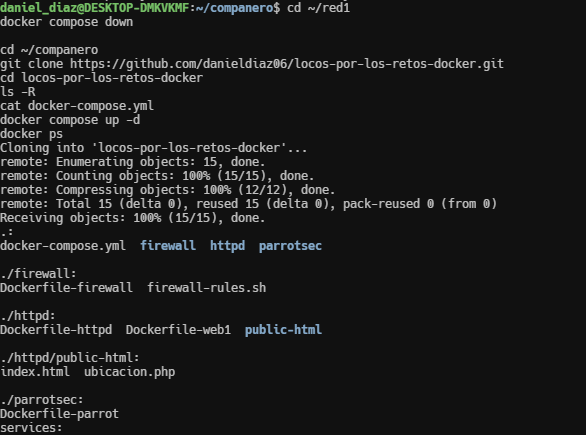 daniel_diaz@DESKTOP-DMKVKMF:~/companero$ cd ~/red1
docker compose down
cd ~/companero
git clone https://github.com/danieldiaz06/locos-por-los-retos-docker.git
cd locos-por-los-retos-docker
ls -R
cat docker-compose.yml
docker compose up -d
docker ps
Cloning into 'locos-por-los-retos-docker'...
remote: Enumerating objects: 15, done.
remote: Counting objects: 100% (15/15), done.
remote: Compressing objects: 100% (12/12), done.
remote: Total 15 (delta 0), reused 15 (delta 0), pack-reused 0 (from 0)
Receiving objects: 100% (15/15), done.
.:
docker-compose.yml  firewall  httpd  parrotsec
./firewall:
Dockerfile-firewall  firewall-rules.sh
./httpd:
Dockerfile-httpd  Dockerfile-web1  public-html
./httpd/public-html:
index.html  ubicacion.php
./parrotsec:
Dockerfile-parrot
services: